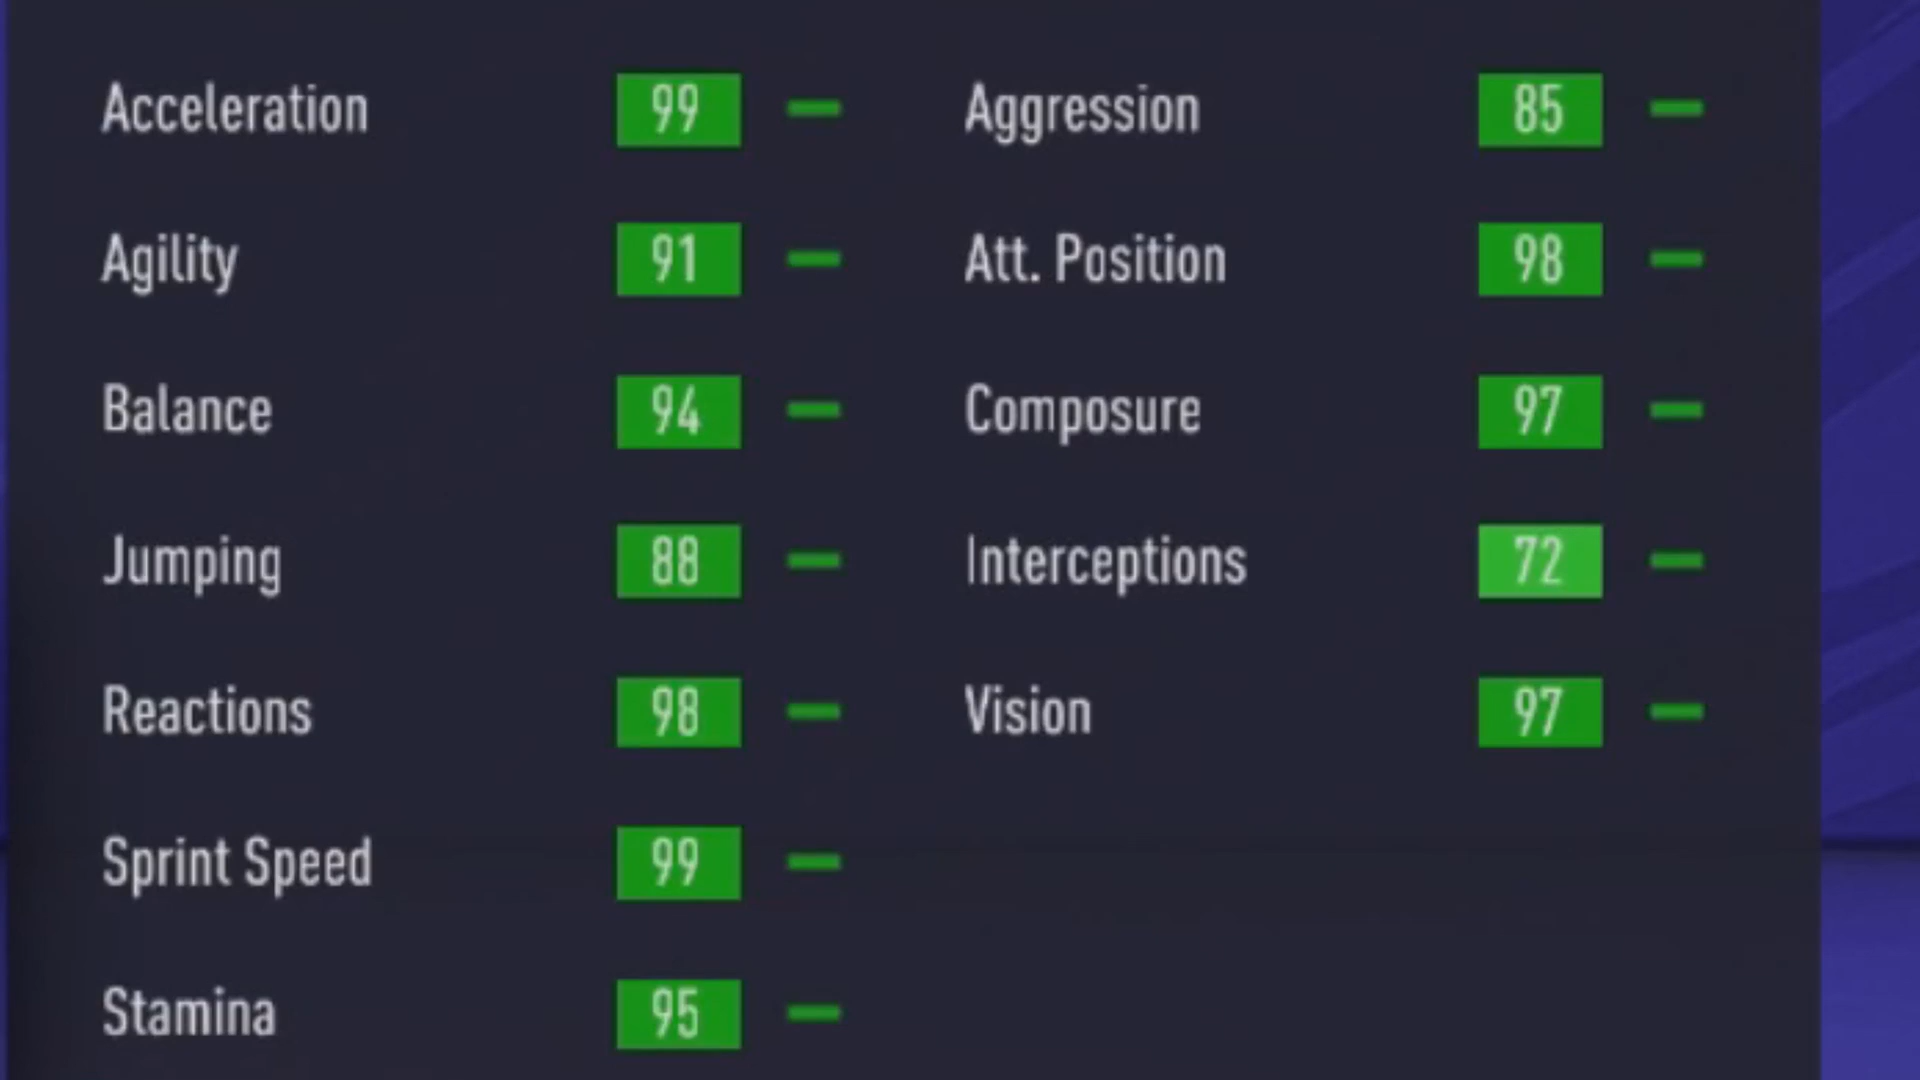 Acceleration 99 Aggression 85
Agility 91 Att. Position 98
Balance 94 Composure 97
Jumping 88 Interceptions 72
Reactions 98 Vision 97
Sprint Speed 99
Stamina 95